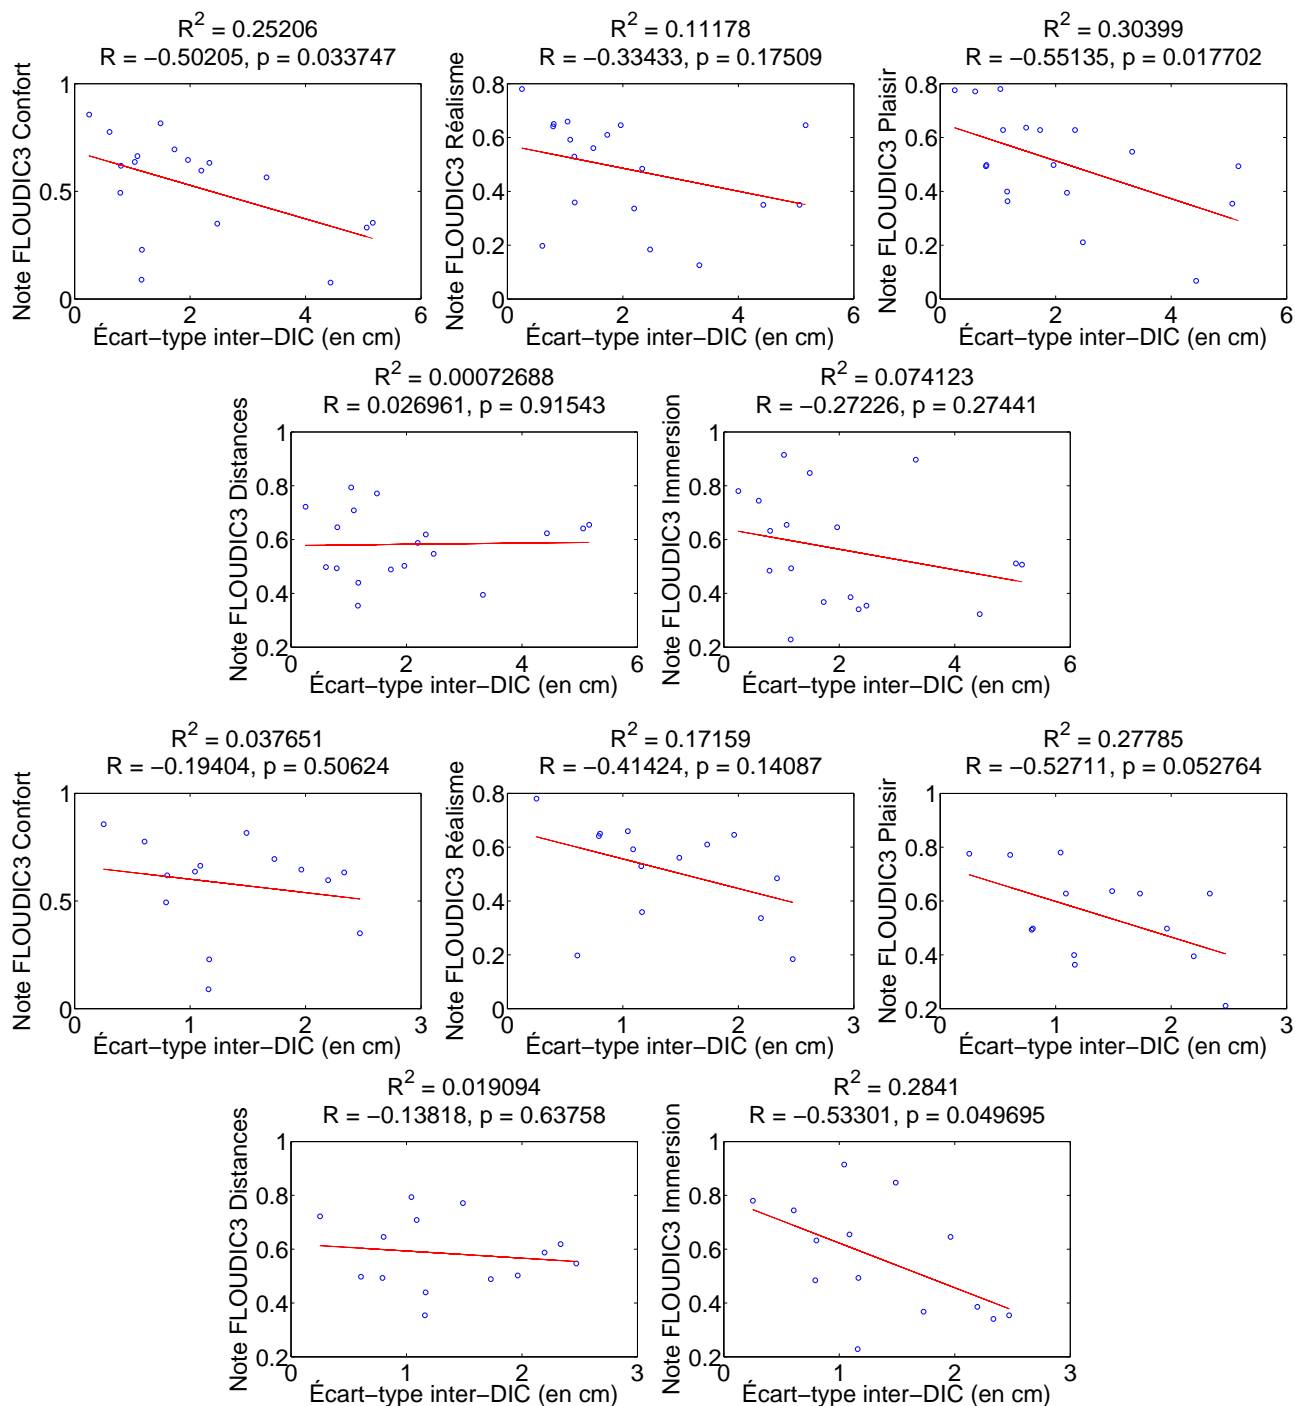 R² = 0.25206
R = −0.50205, p = 0.033747
Note FLOUDIC3 Confort
1
0.5
0
0 2 4 6
Écart−type inter−DIC (en cm)
R² = 0.11178
R = −0.33433, p = 0.17509
Note FLOUDIC3 Réalisme
0.8
0.6
0.4
0.2
0
0 2 4 6
Écart−type inter−DIC (en cm)
R² = 0.30399
R = −0.55135, p = 0.017702
Note FLOUDIC3 Plaisir
0.8
0.6
0.4
0.2
0
0 2 4 6
Écart−type inter−DIC (en cm)
R² = 0.00072688
R = 0.026961, p = 0.91543
Note FLOUDIC3 Distances
1
0.8
0.6
0.4
0.2
0 2 4 6
Écart−type inter−DIC (en cm)
R² = 0.074123
R = −0.27226, p = 0.27441
Note FLOUDIC3 Immersion
1
0.8
0.6
0.4
0.2
0 2 4 6
Écart−type inter−DIC (en cm)
R² = 0.037651
R = −0.19404, p = 0.50624
Note FLOUDIC3 Confort
1
0.5
0
0 1 2 3
Écart−type inter−DIC (en cm)
R² = 0.17159
R = −0.41424, p = 0.14087
Note FLOUDIC3 Réalisme
0.8
0.6
0.4
0.2
0
0 1 2 3
Écart−type inter−DIC (en cm)
R² = 0.27785
R = −0.52711, p = 0.052764
Note FLOUDIC3 Plaisir
1
0.8
0.6
0.4
0.2
0 1 2 3
Écart−type inter−DIC (en cm)
R² = 0.019094
R = −0.13818, p = 0.63758
Note FLOUDIC3 Distances
1
0.8
0.6
0.4
0.2
0 1 2 3
Écart−type inter−DIC (en cm)
R² = 0.2841
R = −0.53301, p = 0.049695
Note FLOUDIC3 Immersion
1
0.8
0.6
0.4
0.2
0 1 2 3
Écart−type inter−DIC (en cm)